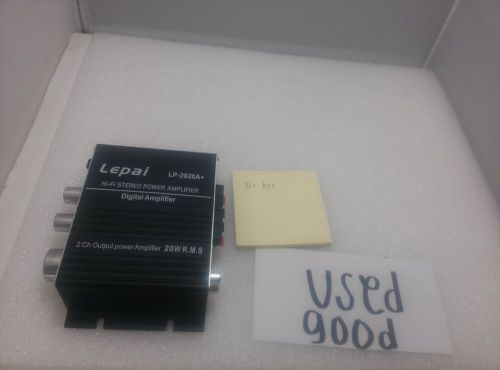 Lepai LP-2020A+
Hi-Fi STEREO POWER AMPLIFIER
Digital Amplifier
2 Ch Output power Amplifier 20W R.M.S
No box
used
good